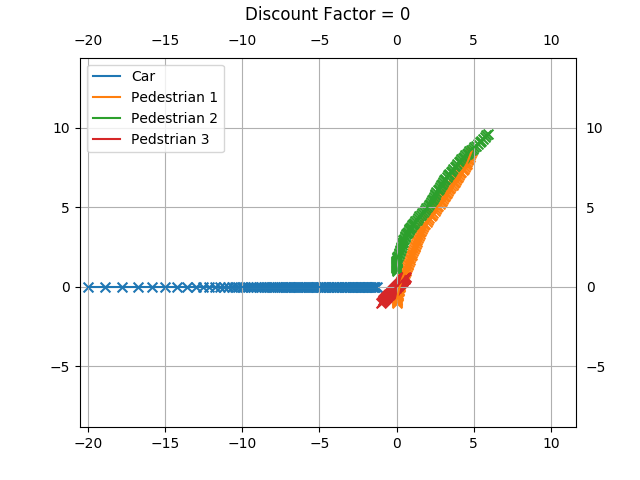 Discount Factor = 0
−20 −15 −10 −5 0 5 10
Car
Pedestrian 1
Pedestrian 2
Pedstrian 3
10 10
5 5
0 0
−5 −5
−20 −15 −10 −5 0 5 10